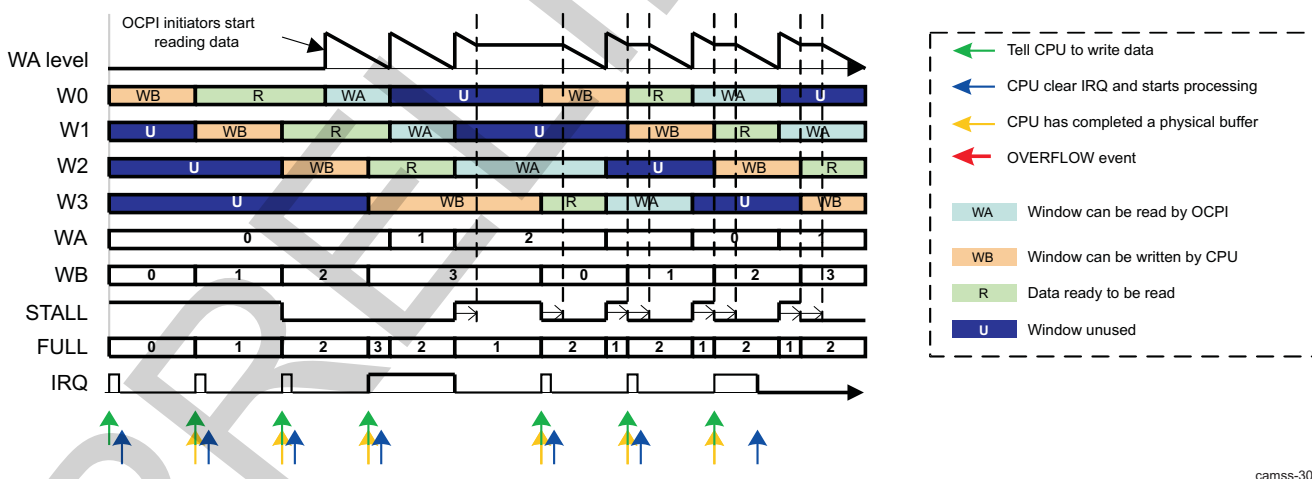 OCPI initiators start
reading data
WA level
W0 WB R WA U WB R WA U
W1 U WB R WA U WB R WA
W2 U WB R WA U WB R
W3 U WB R WA U WB
WA 0 1 2 0 1
WB 0 1 2 3 0 1 2 3
STALL
FULL 0 1 2 3 2 1 2 1 2 1 2 1 2
IRQ
Tell CPU to write data
CPU clear IRQ and starts processing
CPU has completed a physical buffer
OVERFLOW event
WA Window can be read by OCPI
WB Window can be written by CPU
R Data ready to be read
U Window unused
camss-30